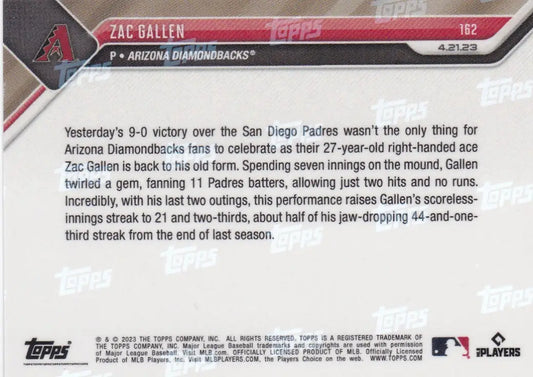 ZAC GALLEN
162
P • ARIZONA DIAMONDBACKS®
4.21.23
Yesterday's 9-0 victory over the San Diego Padres wasn't the only thing for
Arizona Diamondbacks fans to celebrate as their 27-year-old right-handed ace
Zac Gallen is back to his old form. Spending seven innings on the mound, Gallen
twirled a gem, fanning 11 Padres batters, allowing just two hits and no runs.
Incredibly, with his last two outings, this performance raises Gallen's scoreless-
innings streak to 21 and two-thirds, about half of his jaw-dropping 44-and-one-
third streak from the end of last season.
Topps
® & © 2023 THE TOPPS COMPANY, INC. ALL RIGHTS RESERVED. TOPPS IS A REGISTERED TRADEMARK OF
THE TOPPS COMPANY, INC. Major League Baseball trademarks and copyrights are used with permission
of Major League Baseball. Visit MLB.com. OFFICIALLY LICENSED PRODUCT OF MLB. Officially Licensed
Product of MLB Players, Inc. Visit MLBPLAYERS.COM, the Players Choice on the web. WWW.TOPPS.COM
PLAYERS